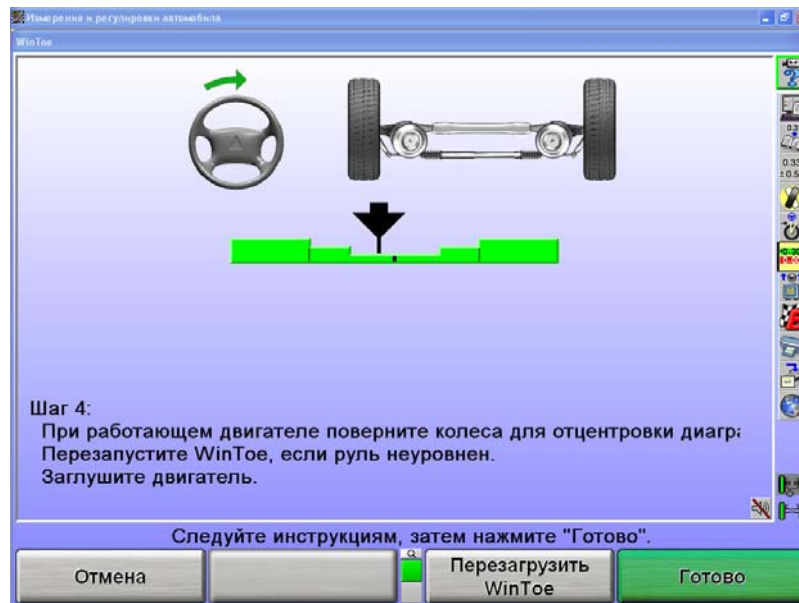 Измерения и регулировки автомобиля
WinToe
Шаг 4:
При работающем двигателе поверните колеса для отцентровки диагра
Перезапустите WinToe, если руль неуровнен.
Заглушите двигатель.
Следуйте инструкциям, затем нажмите "Готово".
Отмена
Перезагрузить
WinToe
Готово